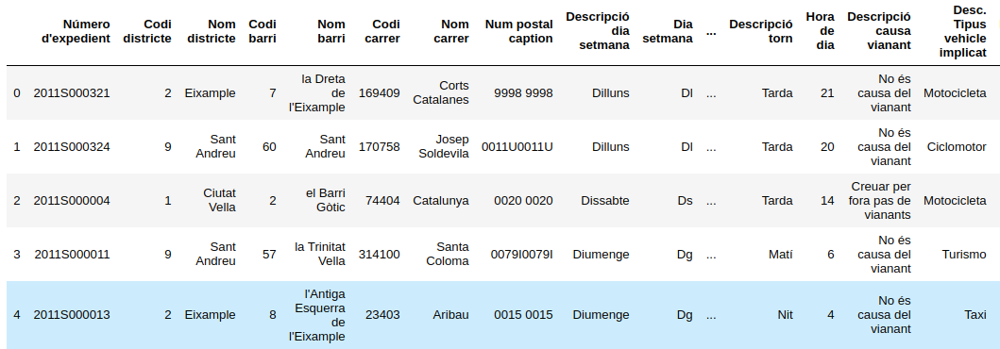 Número d'expedient Codi districte Nom districte Codi barri Nom barri Codi carrer Nom carrer Num postal caption Descripció dia setmana Dia setmana ... Descripció torn Hora de dia Descripció causa vianant Desc. Tipus vehicle implicat
0 2011S000321 2 Eixample 7 la Dreta de l'Eixample 169409 Corts Catalanes 9998 9998 Dilluns Dl ... Tarda 21 No és causa del vianant Motocicleta
1 2011S000324 9 Sant Andreu 60 Sant Andreu 170758 Josep Soldevila 0011U0011U Dilluns Dl ... Tarda 20 No és causa del vianant Ciclomotor
2 2011S000004 1 Ciutat Vella 2 el Barri Gòtic 74404 Catalunya 0020 0020 Dissabte Ds ... Tarda 14 Creuar per fora pas de vianants Motocicleta
3 2011S000011 9 Sant Andreu 57 la Trinitat Vella 314100 Santa Coloma 0079I0079I Diumenge Dg ... Matí 6 No és causa del vianant Turismo
4 2011S000013 2 Eixample 8 l'Antiga Esquerra de l'Eixample 23403 Aribau 0015 0015 Diumenge Dg ... Nit 4 No és causa del vianant Taxi